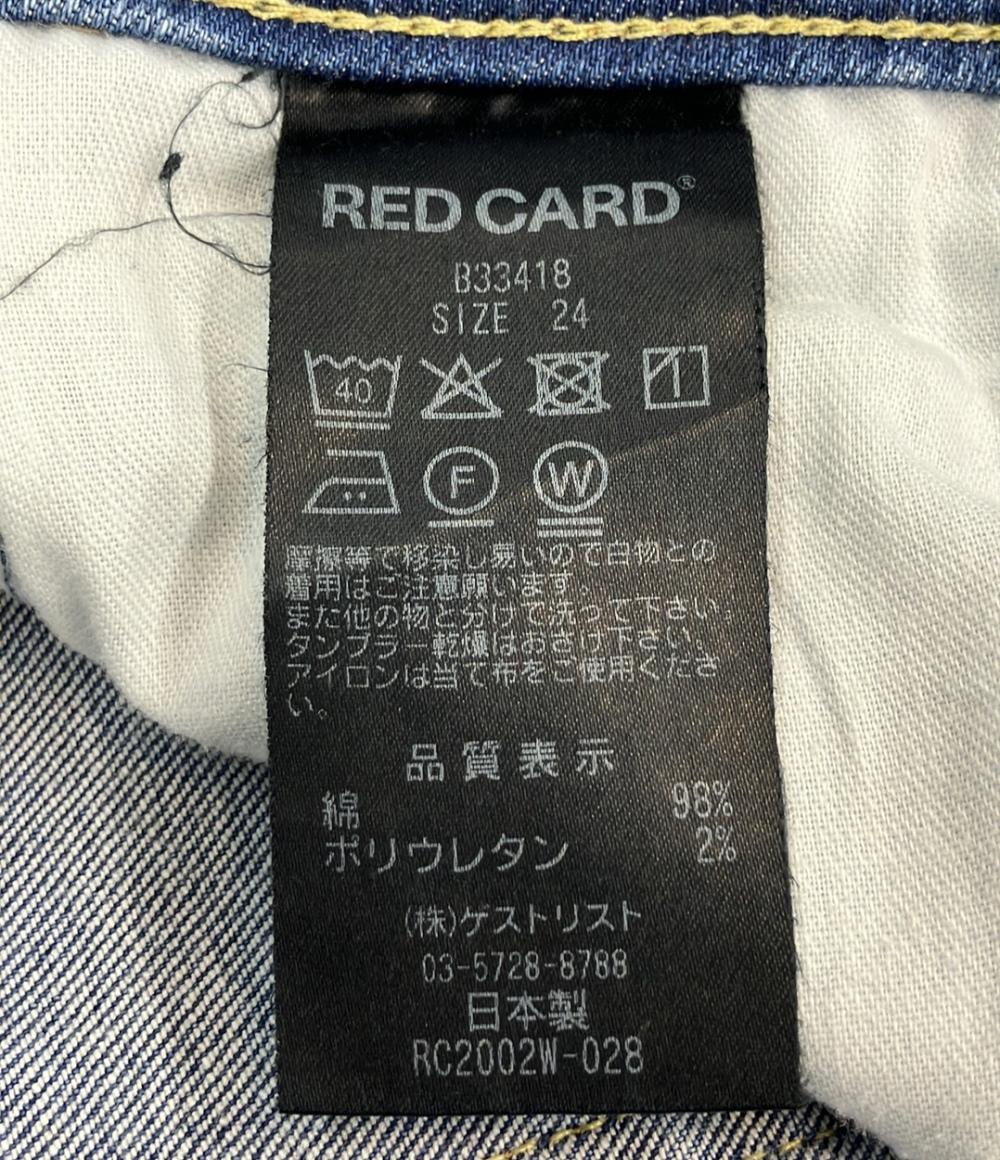 RED CARD®
B33418
SIZE 24
40
F W
摩擦等で移染し易いので白物との
着用はご注意願います。
また他の物と分けて洗って下さい。
タンブラー乾燥はおさけ下さい。
アイロンは当て布をご使用くださ
い。
品質表示
綿 98%
ポリウレタン 2%
(株)ゲストリスト
03-5728-8788
日本製
RC2002W-028